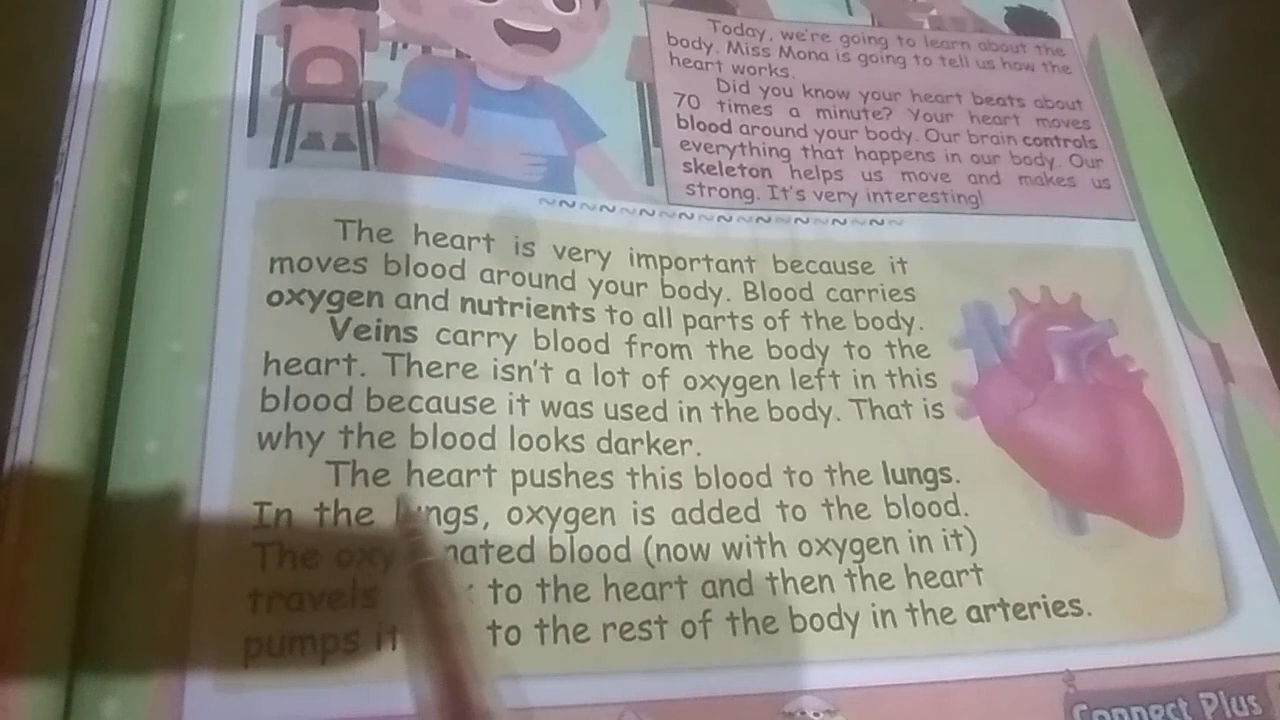 Today, we're going to learn about the
body. Miss Mona is going to tell us how the
heart works.
Did you know your heart beats about
70 times a minute? Your heart moves
blood around your body. Our brain controls
everything that happens in our body. Our
skeleton helps us move and makes us
strong. It's very interesting!
The heart is very important because it
moves blood around your body. Blood carries
oxygen and nutrients to all parts of the body.
Veins carry blood from the body to the
heart. There isn't a lot of oxygen left in this
blood because it was used in the body. That is
why the blood looks darker.
The heart pushes this blood to the lungs.
In the lungs, oxygen is added to the blood.
The blood (now with oxygen in it)
travels to the heart and then the heart
pumps it to the rest of the body in the arteries.
Connect Plus